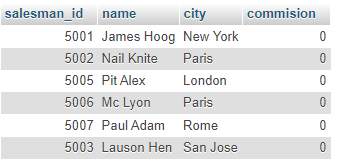 salesman_id name city commision
5001 James Hoog New York 0
5002 Nail Knite Paris 0
5005 Pit Alex London 0
5006 Mc Lyon Paris 0
5007 Paul Adam Rome 0
5003 Lauson Hen San Jose 0